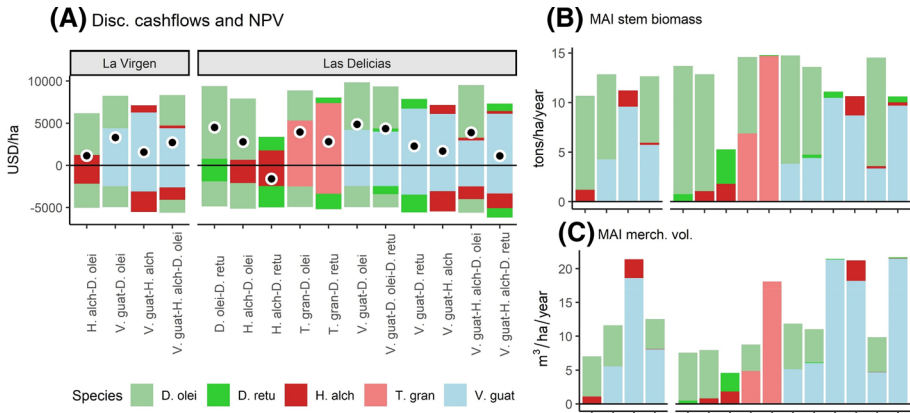 (A) Disc. cashflows and NPV
La Virgen
Las Delicias
USD/ha
10000
5000
0
-5000
H. alch-D. olei
V. guat-D. olei
V. guat-H. alch
V. guat-H. alch-D. olei
D. olei-D. retu
H. alch-D. olei
H. alch-D. retu
T. gran-D. olei
T. gran-D. retu
V. guat-D. olei
V. guat-D. olei-D. retu
V. guat-D. retu
V. guat-H. alch
V. guat-H. alch-D. olei
V. guat-H. alch-D. retu
Species D. olei D. retu H. alch T. gran V. guat
(B) MAI stem biomass
tons/ha/year
15
10
5
0
(C) MAI merch. vol.
m³/ha/year
20
15
10
5
0